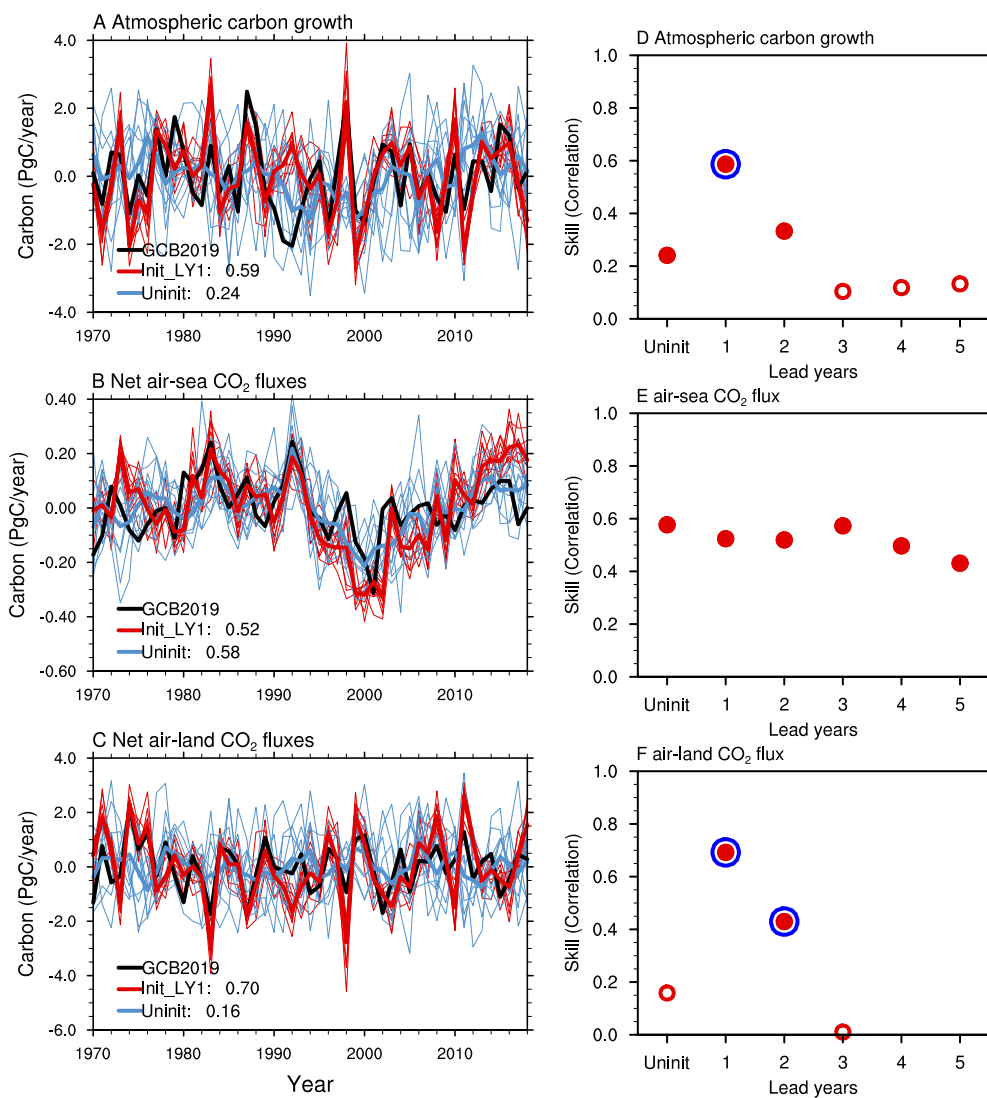 A Atmospheric carbon growth
4.0
2.0
0.0
-2.0
-4.0
Carbon (PgC/year)
GCB2019
Init_LY1: 0.59
Uninit: 0.24
1970 1980 1990 2000 2010
B Net air-sea CO₂ fluxes
0.40
0.20
0.00
-0.20
-0.40
-0.60
Carbon (PgC/year)
GCB2019
Init_LY1: 0.52
Uninit: 0.58
1970 1980 1990 2000 2010
C Net air-land CO₂ fluxes
4.0
2.0
0.0
-2.0
-4.0
-6.0
Carbon (PgC/year)
GCB2019
Init_LY1: 0.70
Uninit: 0.16
1970 1980 1990 2000 2010
Year
D Atmospheric carbon growth
1.0
0.8
0.6
0.4
0.2
0.0
Skill (Correlation)
Uninit 1 2 3 4 5
Lead years
E air-sea CO₂ flux
1.0
0.8
0.6
0.4
0.2
0.0
Skill (Correlation)
Uninit 1 2 3 4 5
Lead years
F air-land CO₂ flux
1.0
0.8
0.6
0.4
0.2
0.0
Skill (Correlation)
Uninit 1 2 3 4 5
Lead years